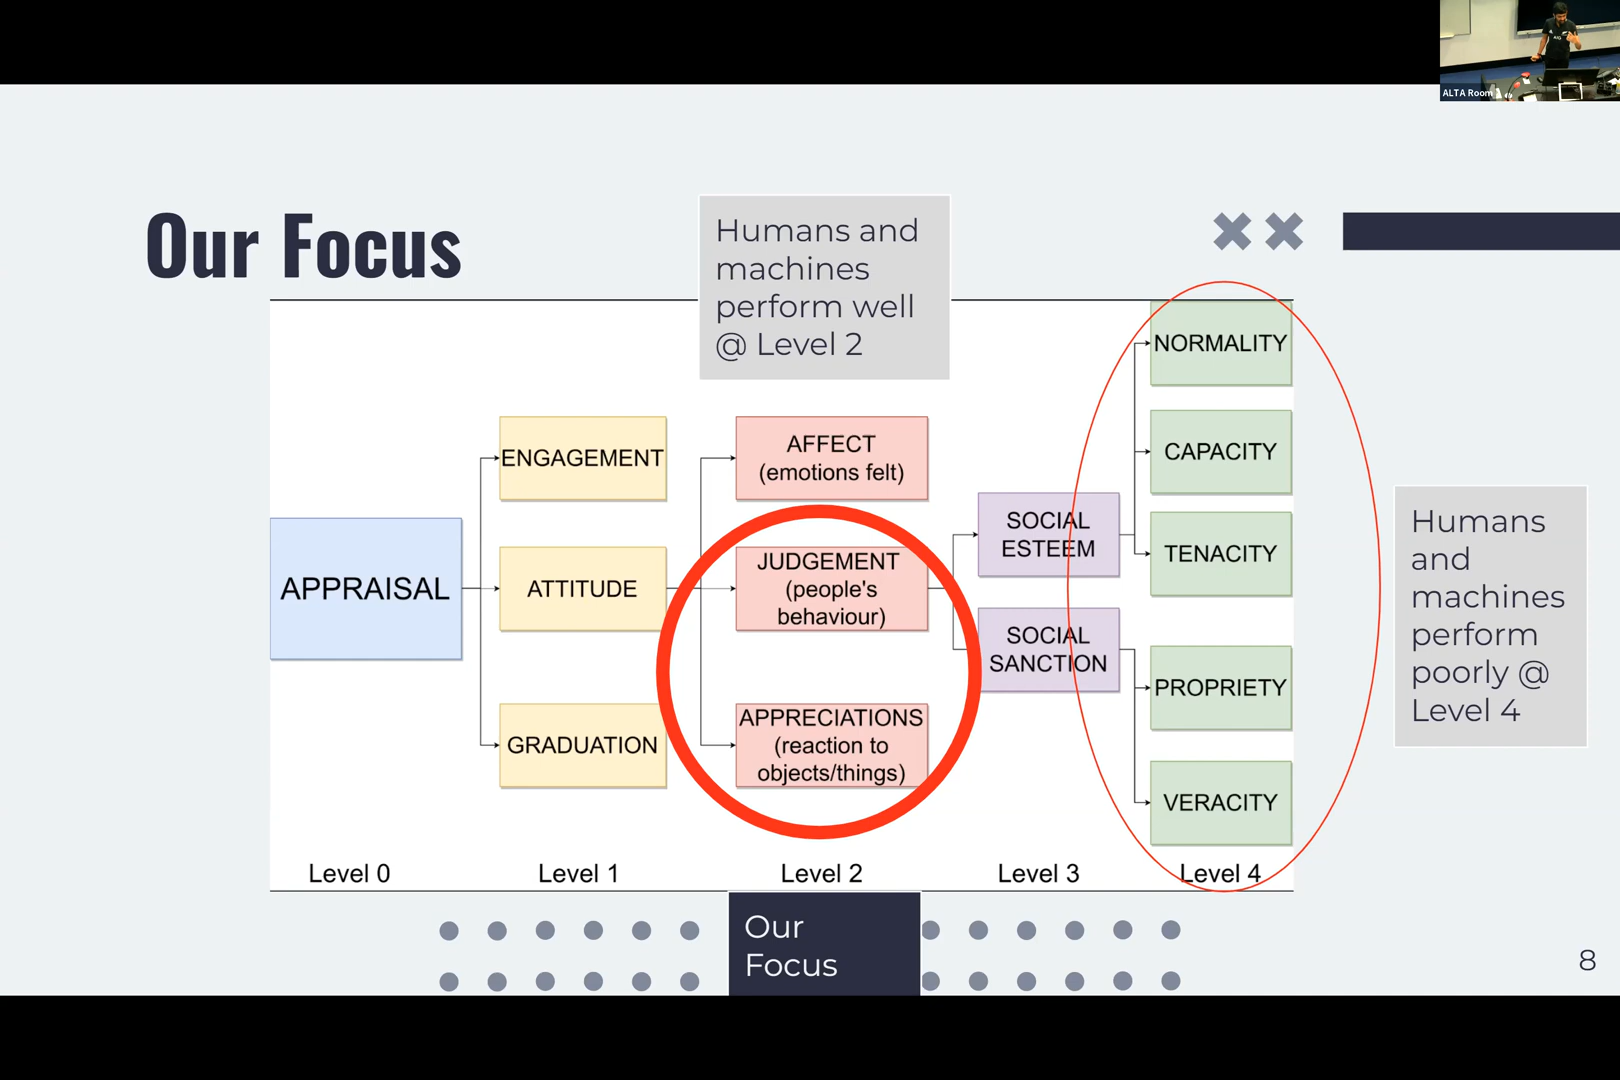 ALTA Room
Our Focus
Humans and
machines
perform well
@ Level 2
NORMALITY
CAPACITY
TENACITY
PROPRIETY
VERACITY
ENGAGEMENT
ATTITUDE
GRADUATION
APPRAISAL
AFFECT
(emotions felt)
JUDGEMENT
(people's
behaviour)
APPRECIATIONS
(reaction to
objects/things)
SOCIAL
ESTEEM
SOCIAL
SANCTION
Humans
and
machines
perform
poorly @
Level 4
Level 0
Level 1
Level 2
Level 3
Level 4
Our
Focus
8